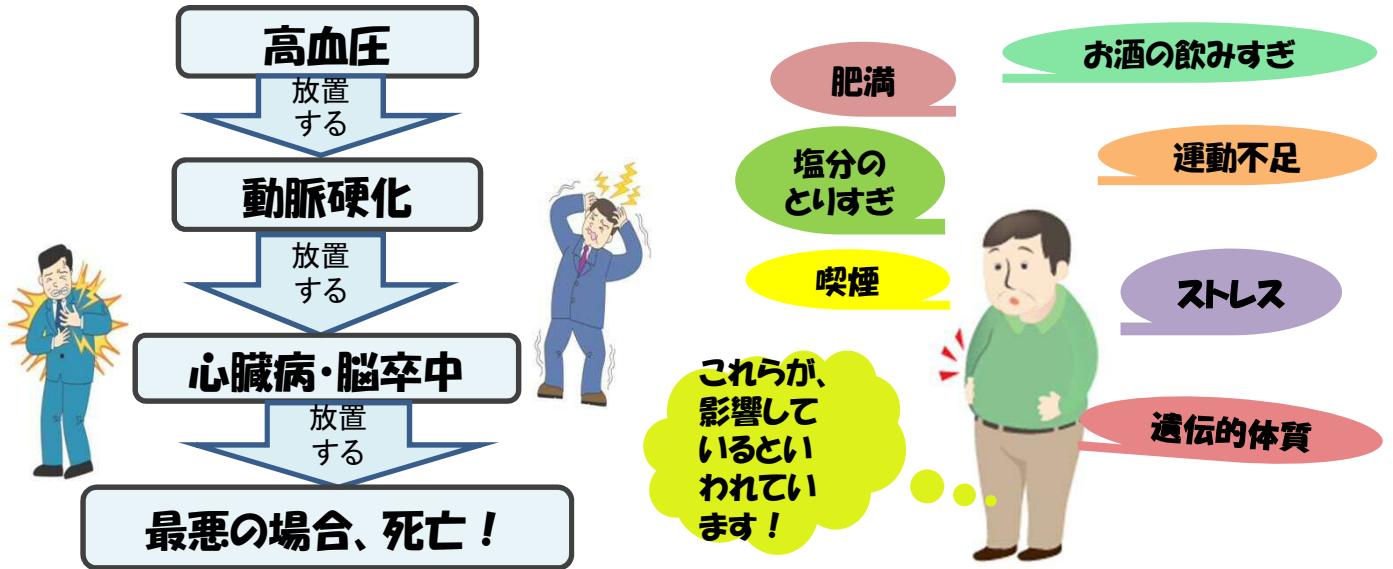 高血圧
放置
する
動脈硬化
放置
する
心臓病・脳卒中
放置
する
最悪の場合、死亡！
肥満
お酒の飲みすぎ
塩分の
とりすぎ
運動不足
喫煙
ストレス
遺伝的体質
これらが、
影響して
いるとい
われてい
ます！